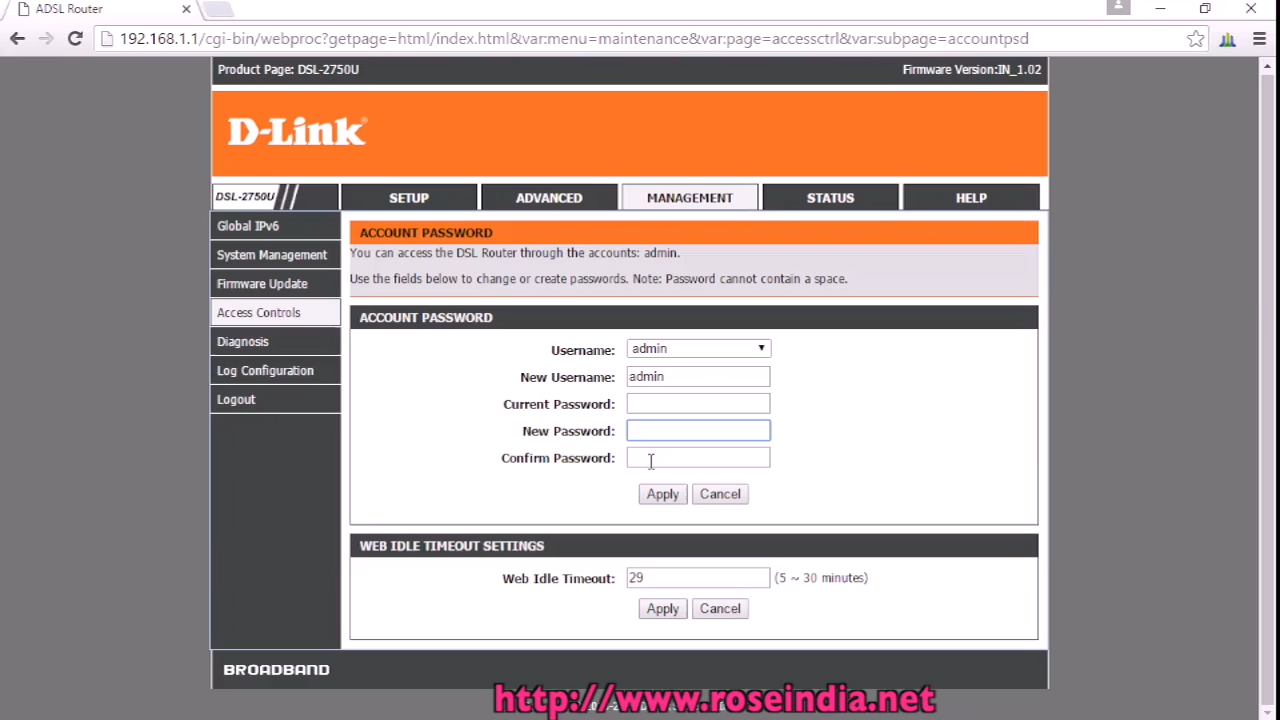 ADSL Router
192.168.1.1/cgi-bin/webproc?getpage=html/index.html&var:menu=maintenance&var:page=accessctrl&var:subpage=accountpsd
Product Page: DSL-2750U
Firmware Version:IN_1.02
D-Link
DSL-2750U
SETUP
ADVANCED
MANAGEMENT
STATUS
HELP
Global IPv6
System Management
Firmware Update
Access Controls
Diagnosis
Log Configuration
Logout
ACCOUNT PASSWORD
You can access the DSL Router through the accounts: admin.
Use the fields below to change or create passwords. Note: Password cannot contain a space.
ACCOUNT PASSWORD
Username: admin
New Username: admin
Current Password:
New Password:
Confirm Password:
Apply Cancel
WEB IDLE TIMEOUT SETTINGS
Web Idle Timeout: 29 (5 ~ 30 minutes)
Apply Cancel
BROADBAND
http://www.roseindia.net